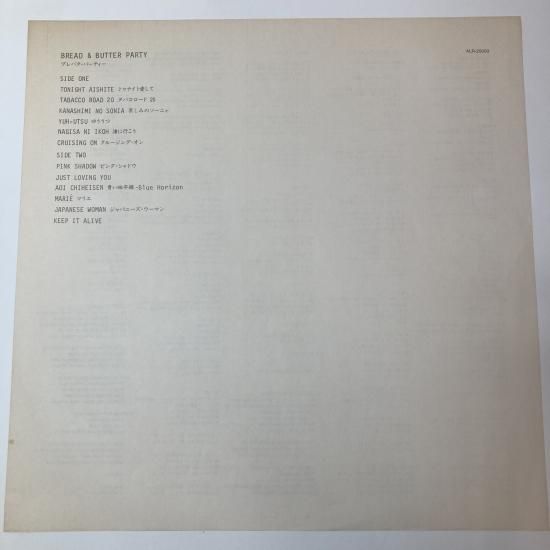 BREAD & BUTTER PARTY
ブレバタ・パーティー
ALR-28003
SIDE ONE
TONIGHT AISHITE トゥナイト愛して
TABACCO ROAD 20 タバコロード 20
KANASHIMI NO SONIA 哀しみのソーニャ
YUH-UTSU ゆううつ
NAGISA NI IKOH 渚に行こう
CRUISING ON クルージング・オン
SIDE TWO
PINK SHADOW ピンク・シャドウ
JUST LOVING YOU
AOI CHIHEISEN 青い地平線-Blue Horizon
MARIÉ マリエ
JAPANESE WOMAN ジャパニーズ・ウーマン
KEEP IT ALIVE